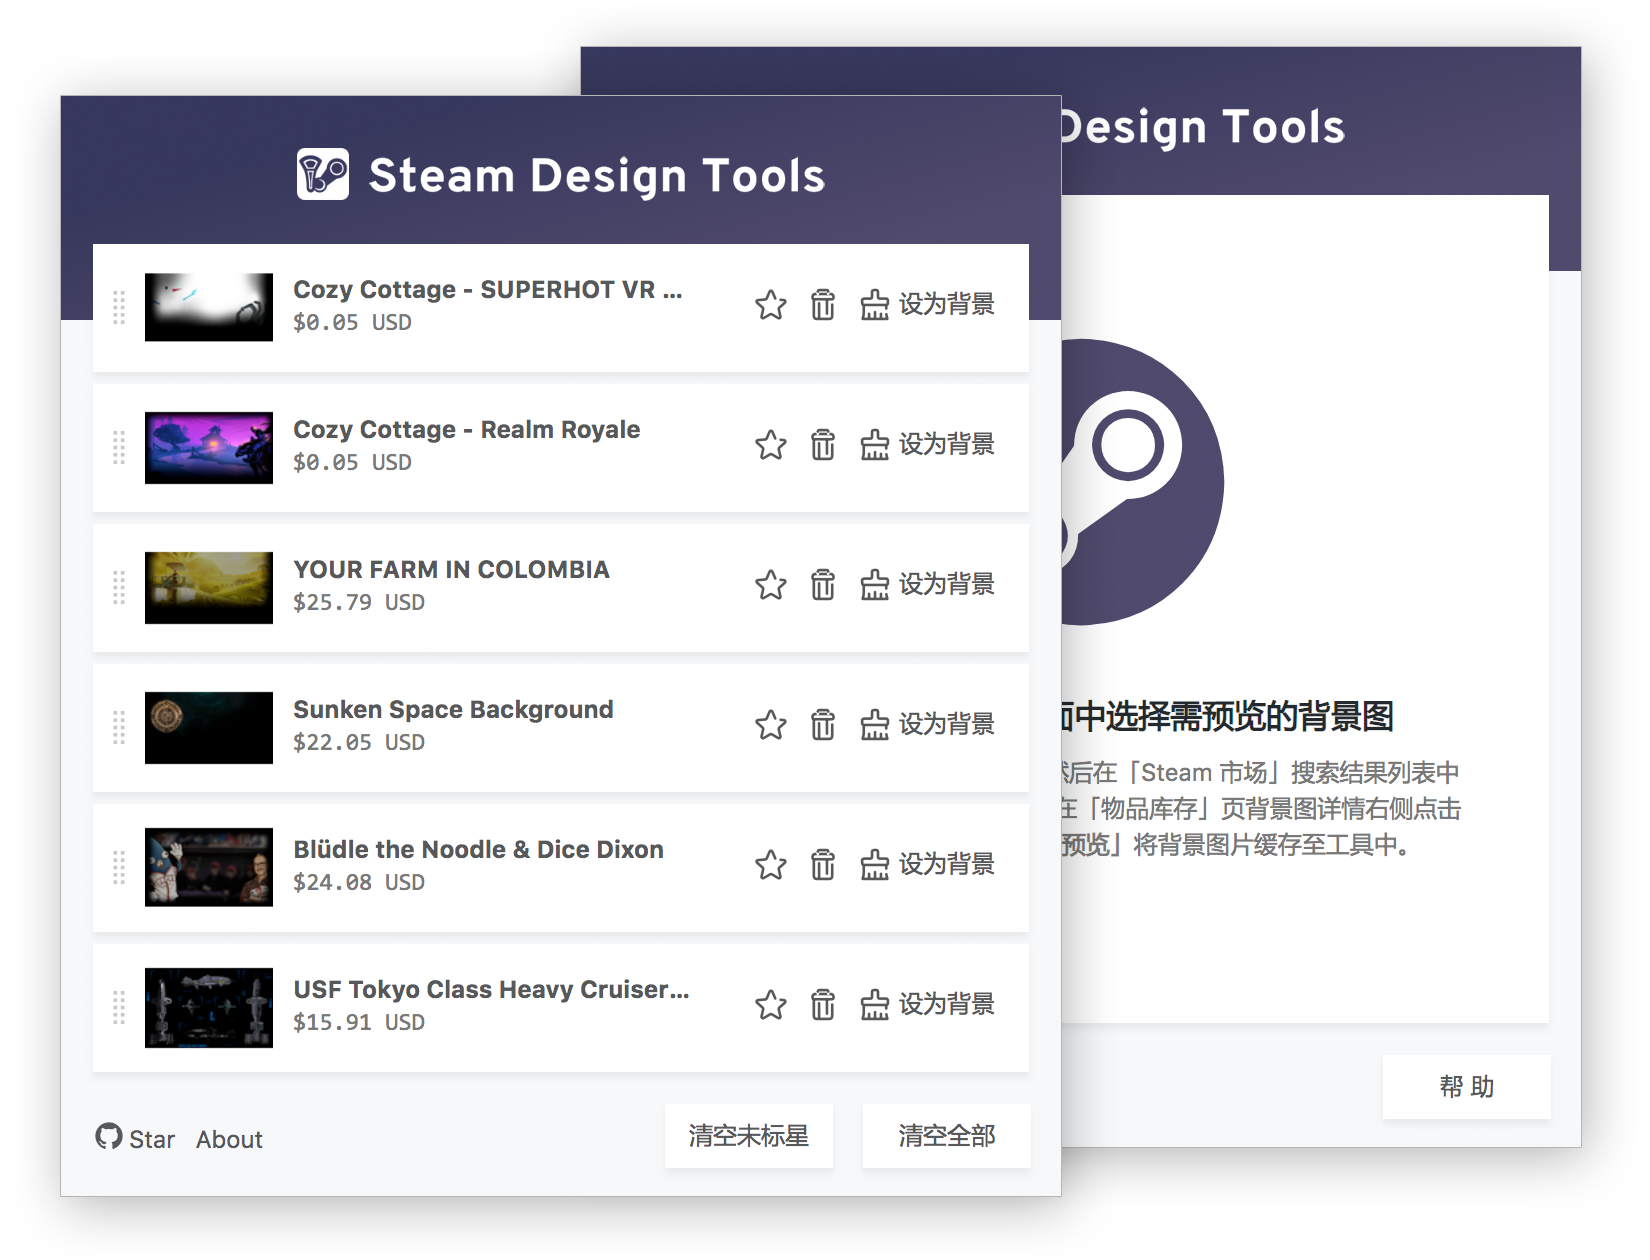 Steam Design Tools
Cozy Cottage - SUPERHOT VR ...
$0.05 USD
设为背景
Cozy Cottage - Realm Royale
$0.05 USD
设为背景
YOUR FARM IN COLOMBIA
$25.79 USD
设为背景
Sunken Space Background
$22.05 USD
设为背景
Blüdle the Noodle & Dice Dixon
$24.08 USD
设为背景
USF Tokyo Class Heavy Cruiser...
$15.91 USD
设为背景
Star About
清空未标星
清空全部
Design Tools
面中选择需预览的背景图
然后在「Steam 市场」搜索结果列表中
在「物品库存」页背景图详情右侧点击
预览」将背景图片缓存至工具中。
帮 助